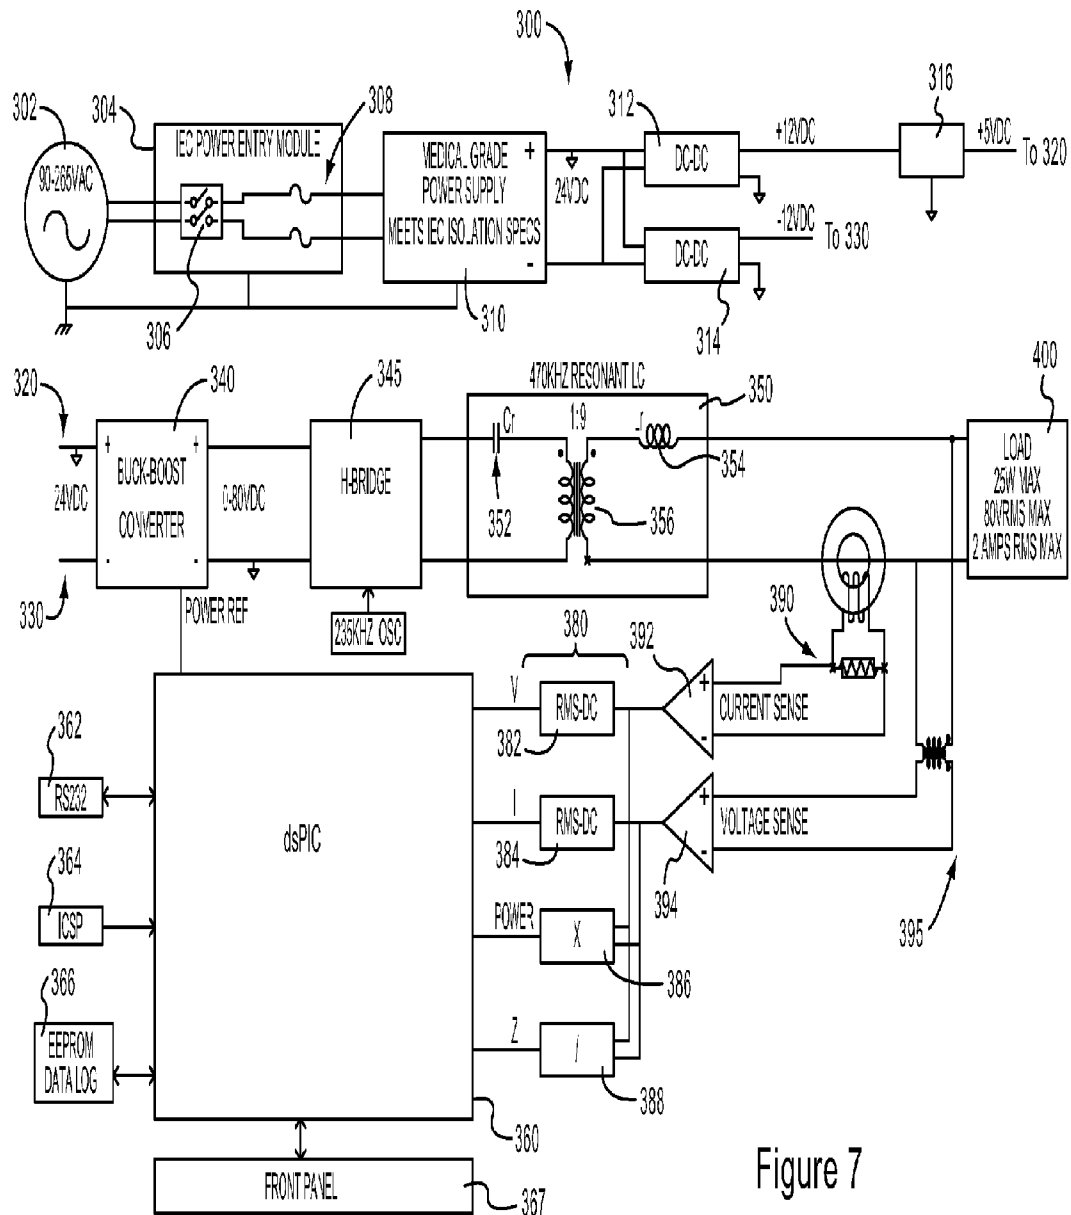 300
302
304
308
312
316
IEC POWER ENTRY MODULE
90-265VAC
MEDICAL GRADE
POWER SUPPLY
MEETS IEC ISOLATION SPECS
+
-
24VDC
DC-DC
+12VDC
+5VDC
To 320
DC-DC
-12VDC
To 330
306
310
314
320
340
345
470KHZ RESONANT LC
350
400
24VDC
+
+
-
-
BUCK-BOOST
CONVERTER
0-80VDC
H-BRIDGE
Cr
1:9
352
354
356
LOAD
25W MAX
80VRMS MAX
2 AMPS RMS MAX
330
POWER REF
235KHZ OSC
380
392
390
V
RMS-DC
382
+
-
CURRENT SENSE
362
RS232
dsPIC
I
RMS-DC
384
+
-
VOLTAGE SENSE
394
395
364
ICSP
POWER
X
386
366
EEPROM
DATA LOG
Z
/
388
360
FRONT PANEL
367
Figure 7